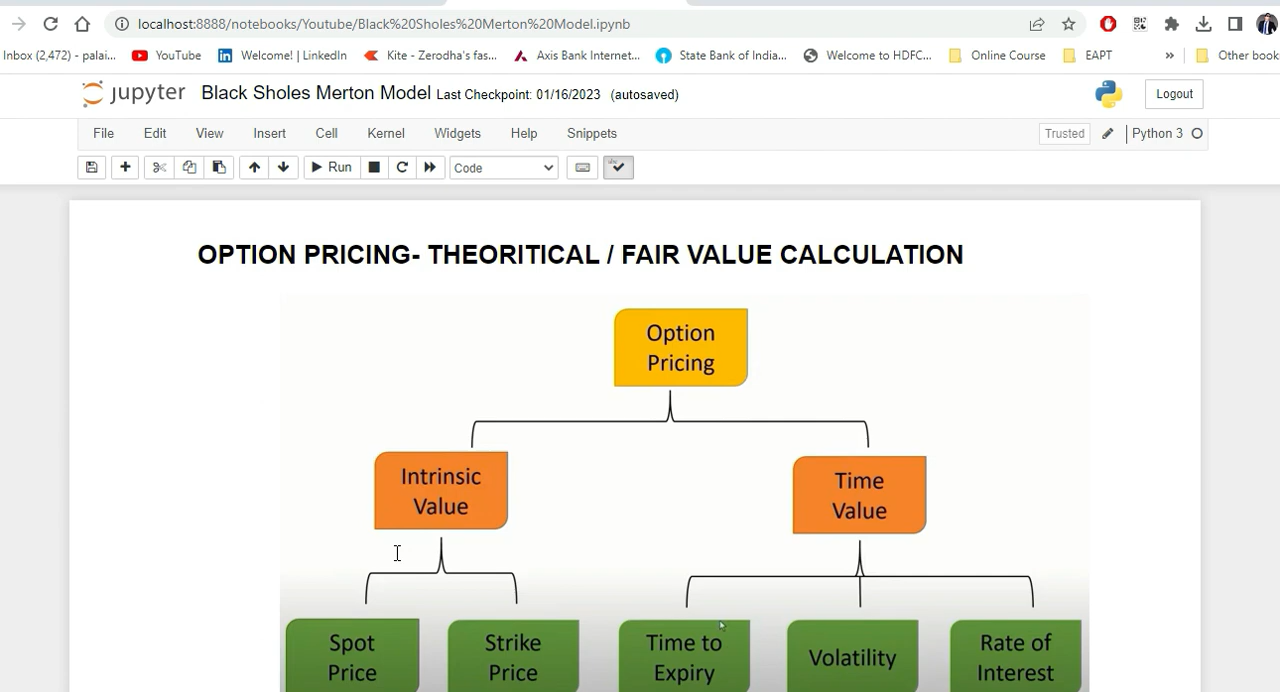 localhost:8888/notebooks/Youtube/Black%20Sholes%20Merton%20Model.ipynb
Inbox (2,472) - palai... YouTube Welcome! | LinkedIn Kite - Zerodha's fas... Axis Bank Internet... State Bank of India... Welcome to HDFC... Online Course EAPT » Other book
jupyter Black Sholes Merton Model Last Checkpoint: 01/16/2023 (autosaved) Logout
File Edit View Insert Cell Kernel Widgets Help Snippets Trusted Python 3
Run Code
OPTION PRICING- THEORITICAL / FAIR VALUE CALCULATION
Option
Pricing
Intrinsic
Value
Time
Value
Spot
Price
Strike
Price
Time to
Expiry
Volatility
Rate of
Interest